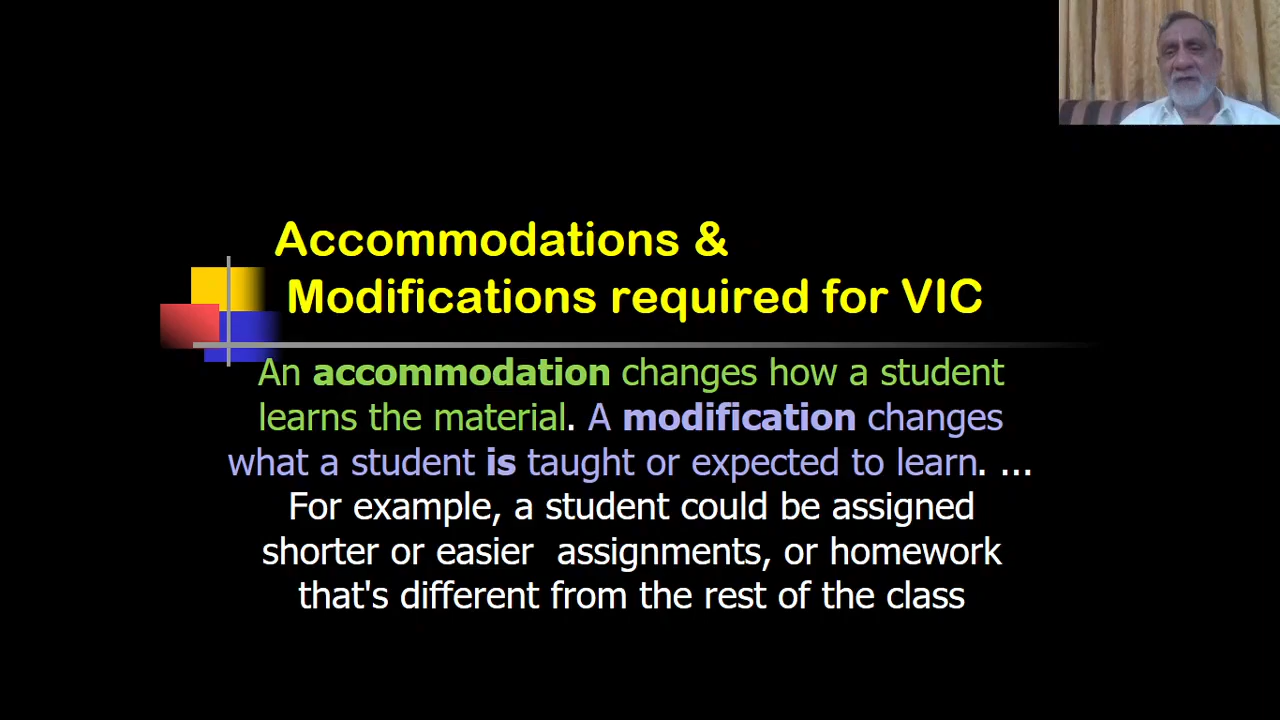 Accommodations &
Modifications required for VIC
An accommodation changes how a student
learns the material. A modification changes
what a student is taught or expected to learn. ...
For example, a student could be assigned
shorter or easier  assignments, or homework
that's different from the rest of the class